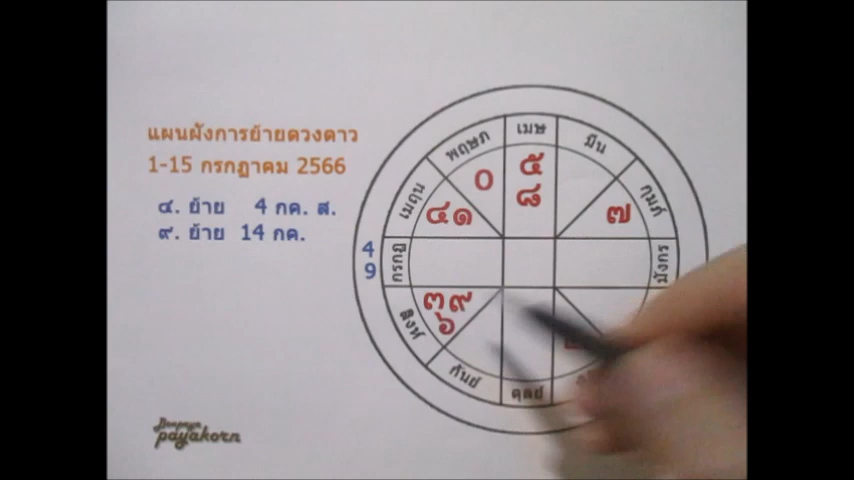 แผนผังการย้ายดวงดาว
1-15 กรกฎาคม 2566
๔. ย้าย 4 กค. ส.
๙. ย้าย 14 กค.
เมษ
พฤษภ
มีน
เมถุน
กุมภ์
กรกฎ
มังกร
สิงห์
กันย์
ตุลย์
๕
๘
0
๔๑
๗
4
9
๓๙
๖
Donpaya
payakorn